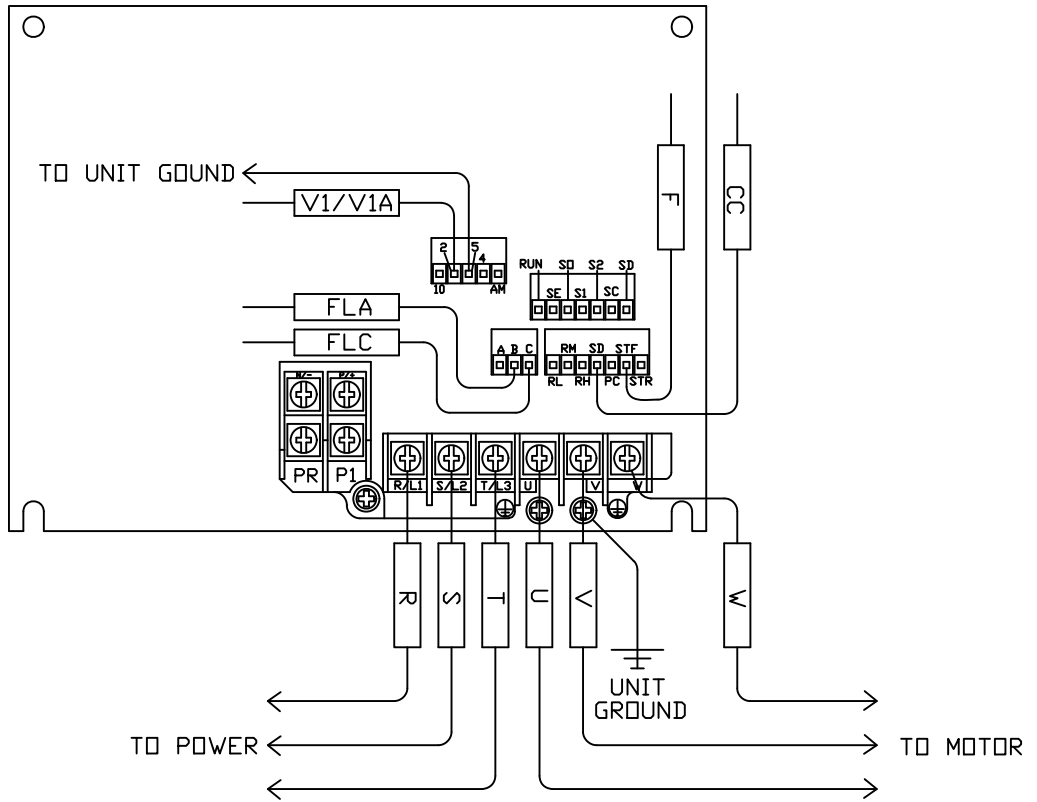 F
CC
TO UNIT GOUND
V1/V1A
2 5
4
10 AM
RUN SO S2 SD
SE S1 SC
FLA
FLC
A B C
RM SD STF
RL RH PC STR
N/- P/+
PR P1
R/L1 S/L2 T/L3 U V W
R S T U V W
UNIT
GROUND
TO POWER
TO MOTOR